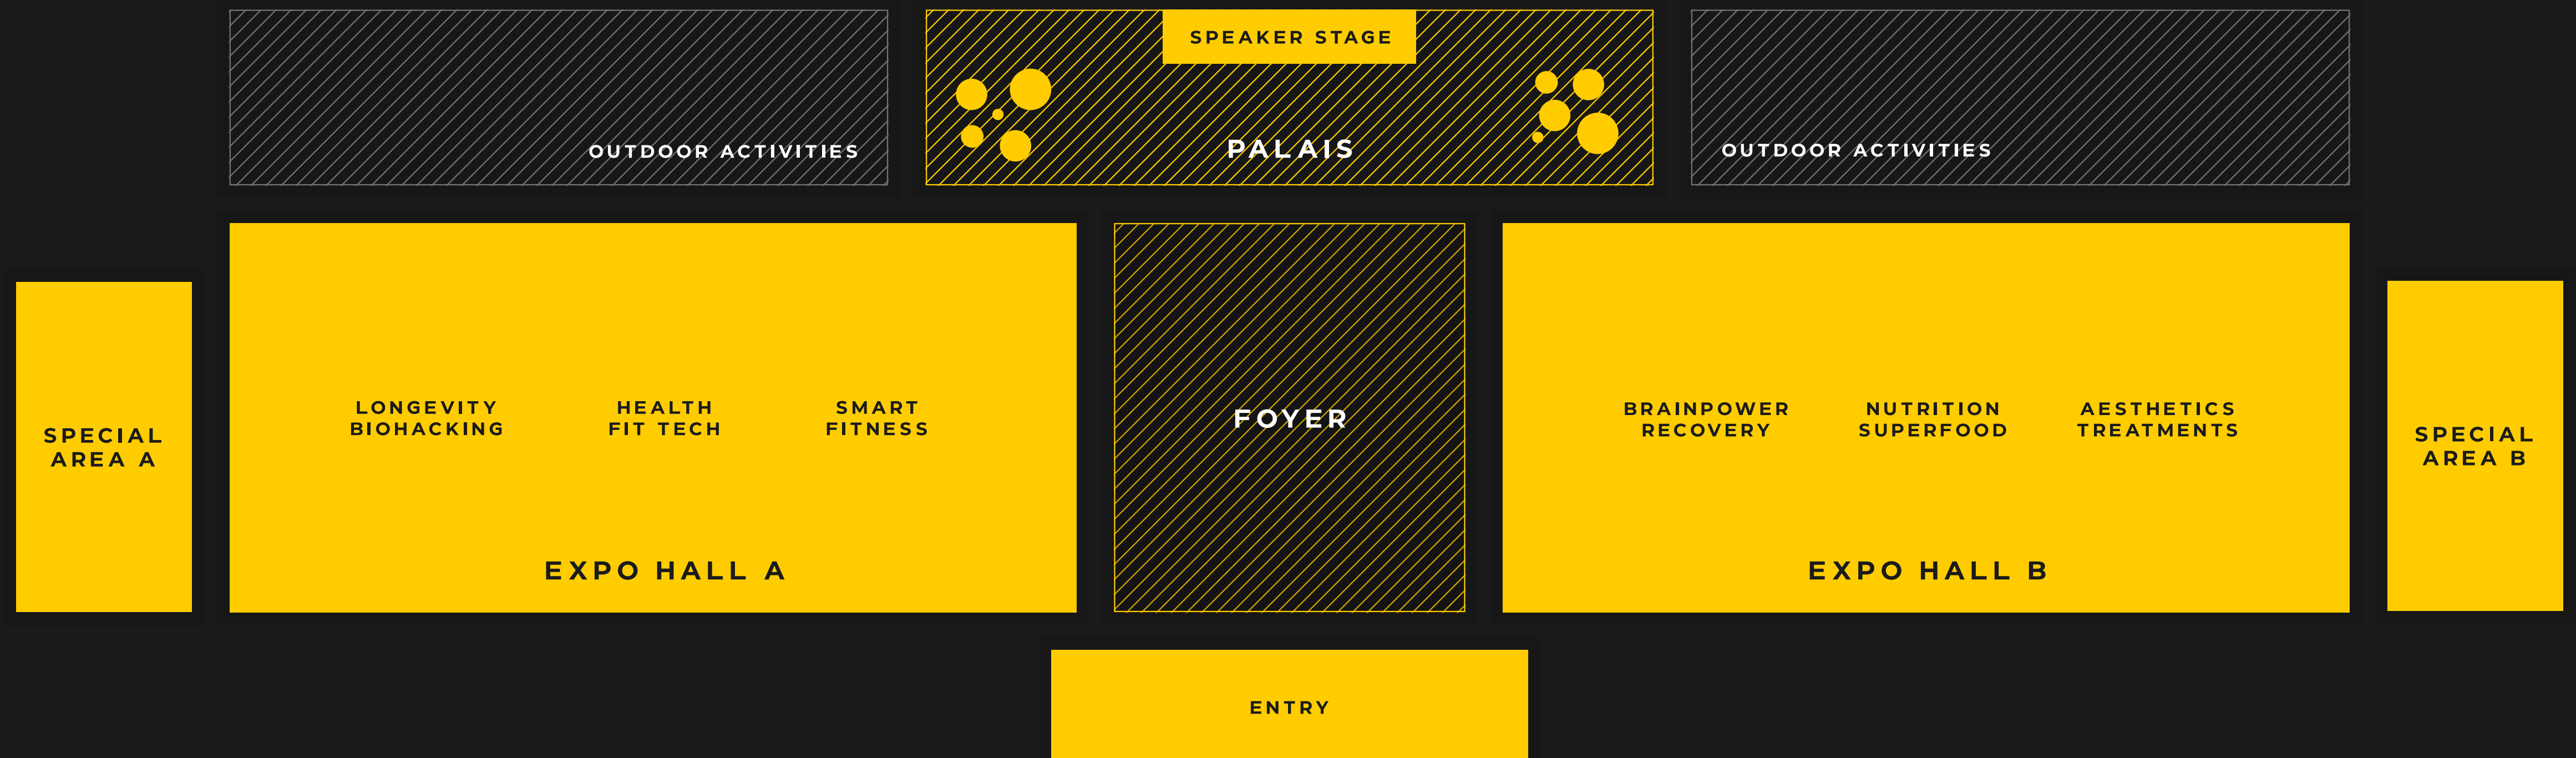 SPEAKER STAGE
OUTDOOR ACTIVITIES
PALAIS
OUTDOOR ACTIVITIES
SPECIAL
AREA A
LONGEVITY
BIOHACKING
HEALTH
FIT TECH
SMART
FITNESS
EXPO HALL A
FOYER
BRAINPOWER
RECOVERY
NUTRITION
SUPERFOOD
AESTHETICS
TREATMENTS
EXPO HALL B
SPECIAL
AREA B
ENTRY